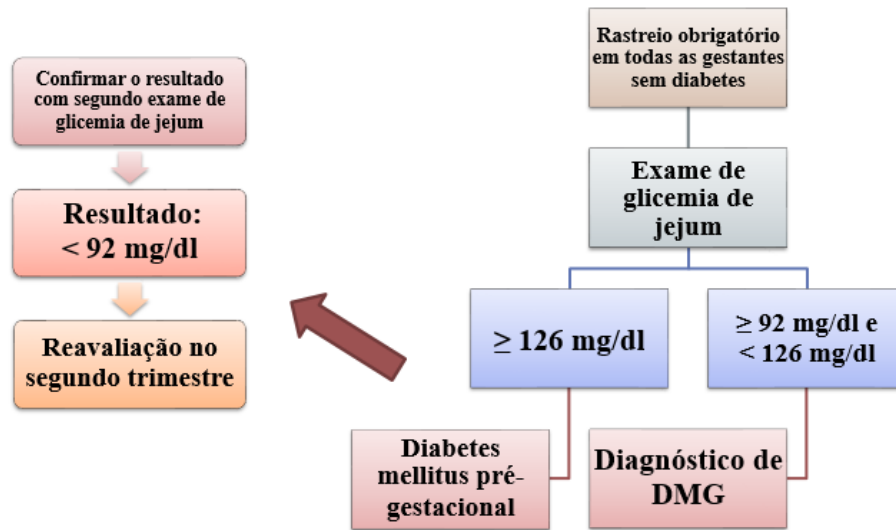 Confirmar o resultado
com segundo exame de
glicemia de jejum
Resultado:
< 92 mg/dl
Reavaliação no
segundo trimestre
Rastreio obrigatório
em todas as gestantes
sem diabetes
Exame de
glicemia de
jejum
≥ 126 mg/dl
≥ 92 mg/dl e
< 126 mg/dl
Diabetes
mellitus pré-
gestacional
Diagnóstico de
DMG